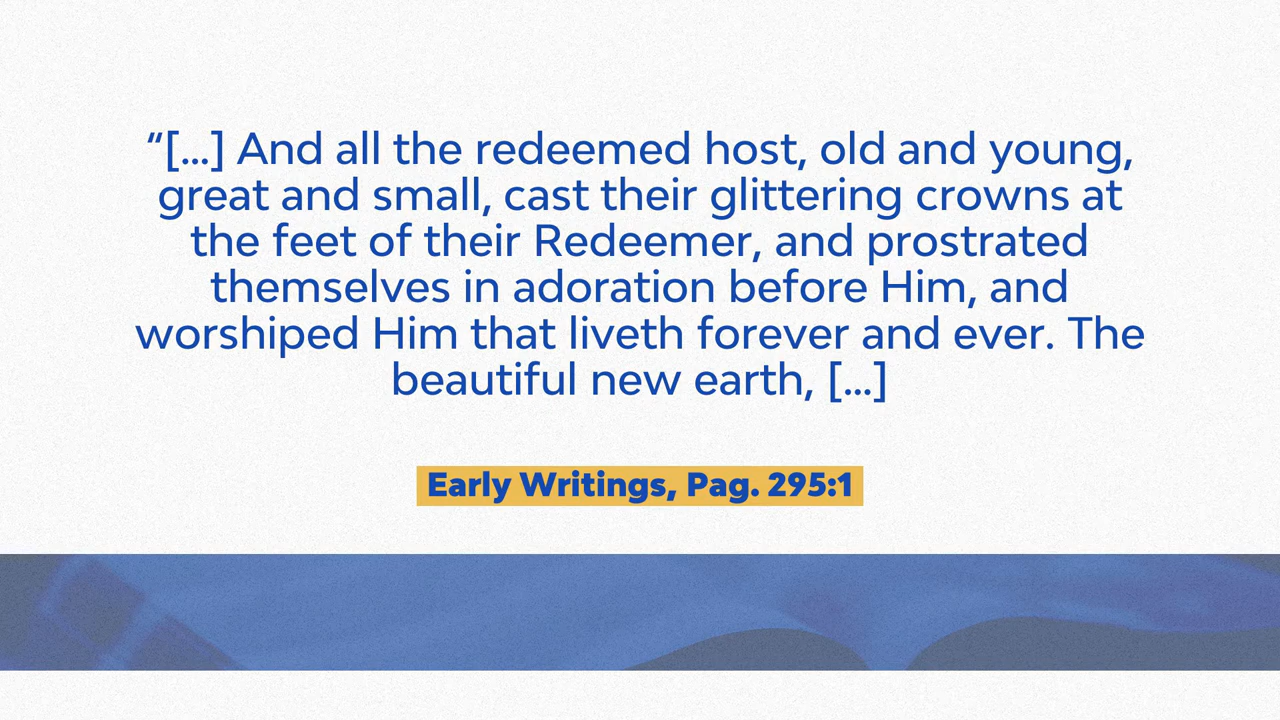 “[...] And all the redeemed host, old and young,
great and small, cast their glittering crowns at
the feet of their Redeemer, and prostrated
themselves in adoration before Him, and
worshiped Him that liveth forever and ever. The
beautiful new earth, [...]
Early Writings, Pag. 295:1